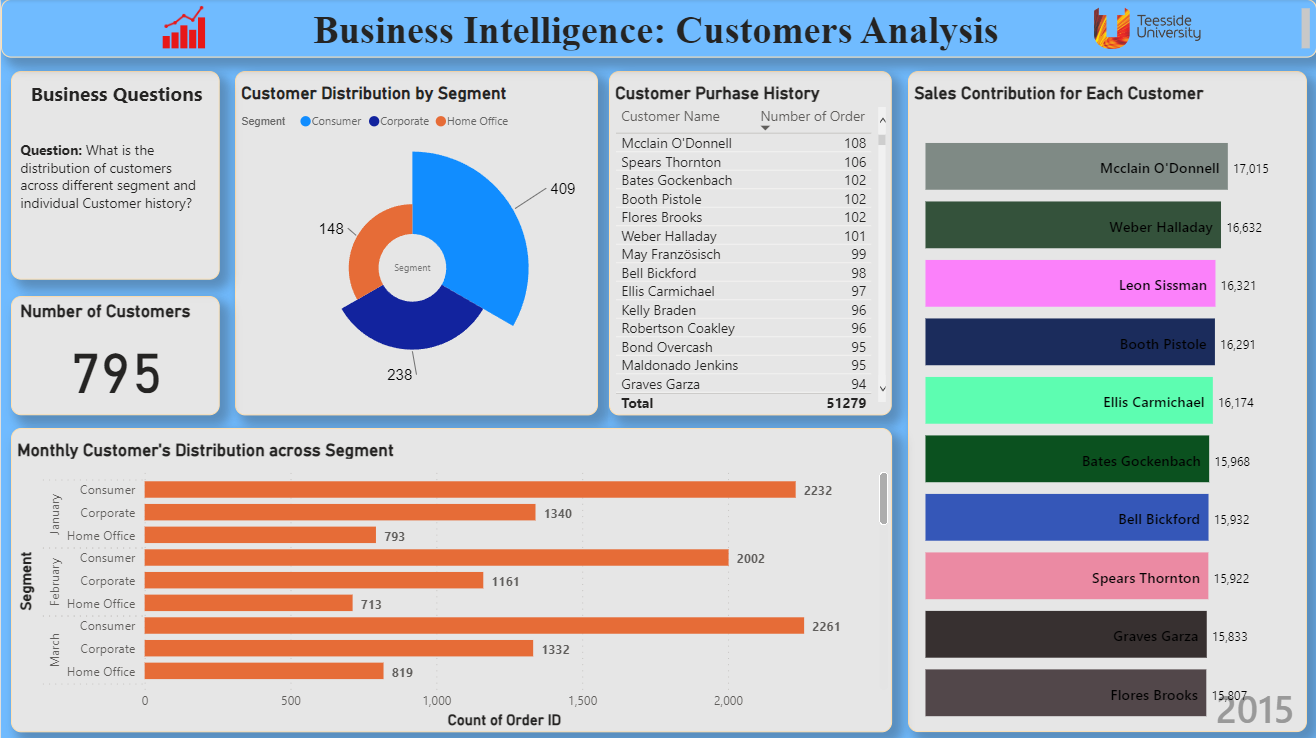 Business Intelligence: Customers Analysis
Teesside
University
Business Questions
Question: What is the
distribution of customers
across different segment and
individual Customer history?
Number of Customers
795
Customer Distribution by Segment
Segment Consumer Corporate Home Office
409
148
Segment
238
Customer Purhase History
Customer Name Number of Order
Mcclain O'Donnell 108
Spears Thornton 106
Bates Gockenbach 102
Booth Pistole 102
Flores Brooks 102
Weber Halladay 101
May Französisch 99
Bell Bickford 98
Ellis Carmichael 97
Kelly Braden 96
Robertson Coakley 96
Bond Overcash 95
Maldonado Jenkins 95
Graves Garza 94
Total 51279
Sales Contribution for Each Customer
Mcclain O'Donnell 17,015
Weber Halladay 16,632
Leon Sissman 16,321
Booth Pistole 16,291
Ellis Carmichael 16,174
Bates Gockenbach 15,968
Bell Bickford 15,932
Spears Thornton 15,922
Graves Garza 15,833
Flores Brooks 15,807
2015
Monthly Customer's Distribution across Segment
Segment
January
Consumer 2232
Corporate 1340
Home Office 793
February
Consumer 2002
Corporate 1161
Home Office 713
March
Consumer 2261
Corporate 1332
Home Office 819
0 500 1,000 1,500 2,000
Count of Order ID